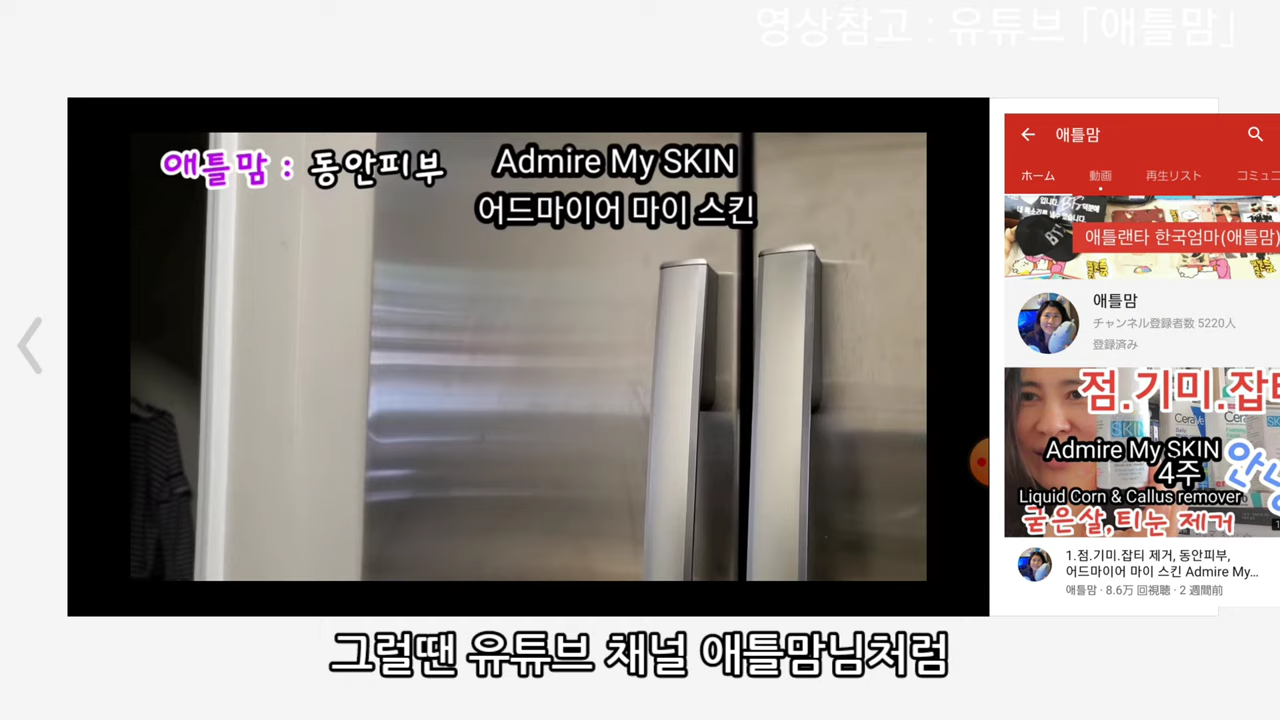 영상참고 : 유튜브 「애틀맘」
애틀맘 : 동안피부
Admire My SKIN
어드마이어 마이 스킨
애틀맘
ホーム 動画 再生リスト コミュニ
애틀랜타 한국엄마(애틀맘)
애틀맘
チャンネル登録者数 5220人
登録済み
점.기미.잡티
Admire My SKIN
4주
Liquid Corn & Callus remover
굳은살,티눈 제거
1.점.기미.잡티 제거, 동안피부,
어드마이어 마이 스킨 Admire My...
애틀맘 · 8.6万 回視聴 · 2 週間前
그럴땐 유튜브 채널 애틀맘님처럼